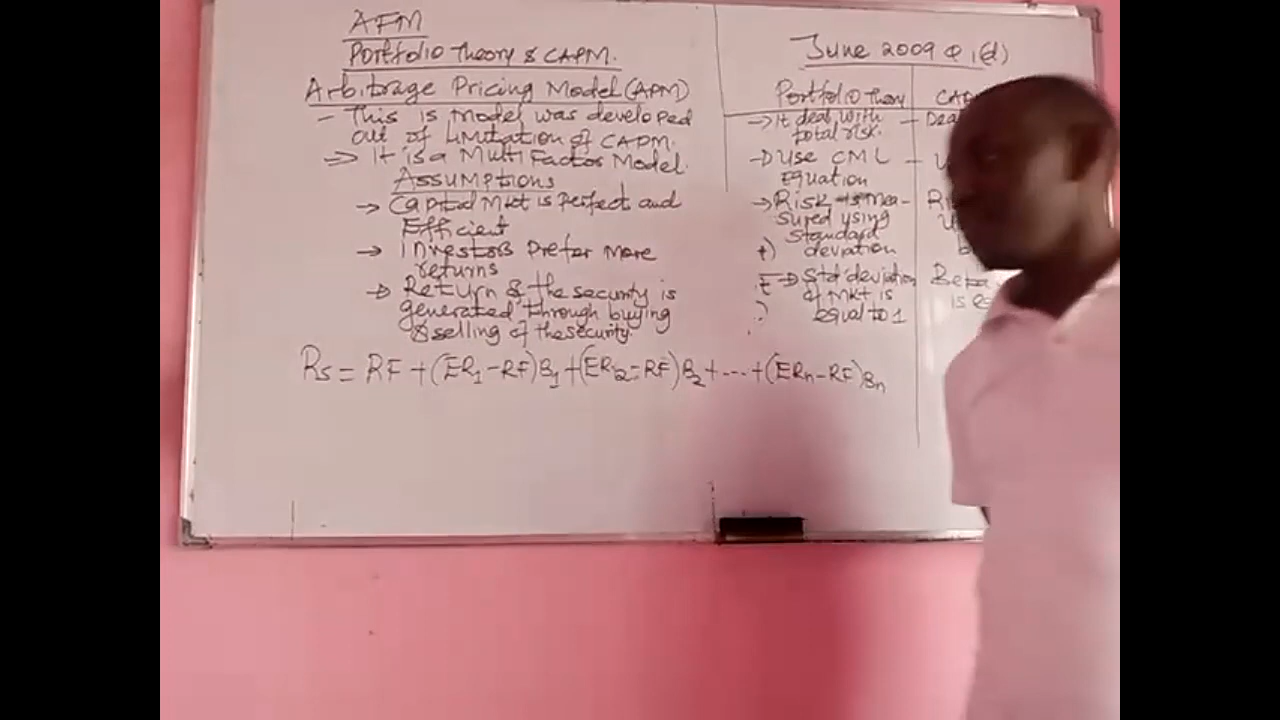 AFM
Portfolio Theory & CAPM.
Arbitrage Pricing Model (APM)
- This is Model was developed
out of Limitation of CAPM.
=> It is a Multi Factor Model.
Assumptions
-> Capital Mkt is Perfect and
Efficient
-> Investors Prefer More
returns
-> Return & the security is
generated through buying
& selling of the security.
Rs = RF + (ER1 - RF)B1 + (ER2 - RF)B2 + ... + (ERn - RF)Bn
June 2009 Q1(d)
Portfolio Theory
-> It deal with
total risk.
-> Use CML
Equation
-> Risk is Mea-
sured using
Standard
deviation
-> Std deviation
of Mkt is
equal to 1
Beta